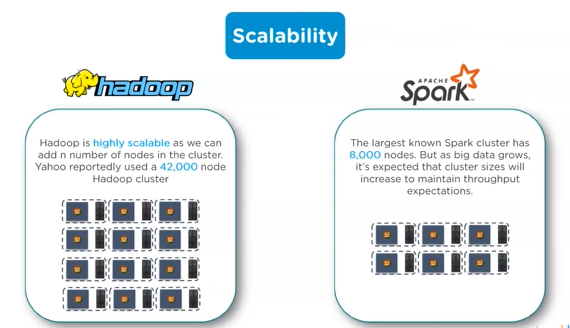 Scalability
hadoop
APACHE
Spark
Hadoop is highly scalable as we can
add n number of nodes in the cluster.
Yahoo reportedly used a 42,000 node
Hadoop cluster
The largest known Spark cluster has
8,000 nodes. But as big data grows,
it's expected that cluster sizes will
increase to maintain throughput
expectations.